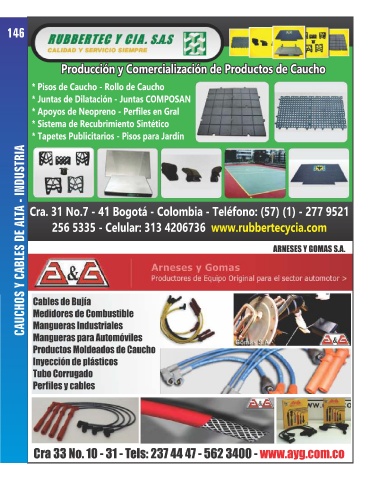 146
CAUCHOS Y CABLES DE ALTA - INDUSTRIA
RUBBERTEC Y CIA. S.A.S
CALIDAD Y SERVICIO SIEMPRE
Producción y Comercialización de Productos de Caucho
* Pisos de Caucho - Rollo de Caucho
* Juntas de Dilatación - Juntas COMPOSAN
* Apoyos de Neopreno - Perfiles en Gral
* Sistema de Recubrimiento Sintético
* Tapetes Publicitarios - Pisos para Jardín
Cra. 31 No.7 - 41 Bogotá - Colombia - Teléfono: (57) (1) - 277 9521
256 5335 - Celular: 313 4206736 www.rubbertecycia.com
ARNESES Y GOMAS S.A.
A&G
Arneses y Gomas
Productores de Equipo Original para el sector automotor >
Cables de Bujía
Medidores de Combustible
Mangueras Industriales
Mangueras para Automóviles
Productos Moldeados de Caucho
Inyección de plásticos
Tubo Corrugado
Perfiles y cables
A&G
A&G
Cra 33 No. 10 - 31 - Tels: 237 44 47 - 562 3400 - www.ayg.com.co